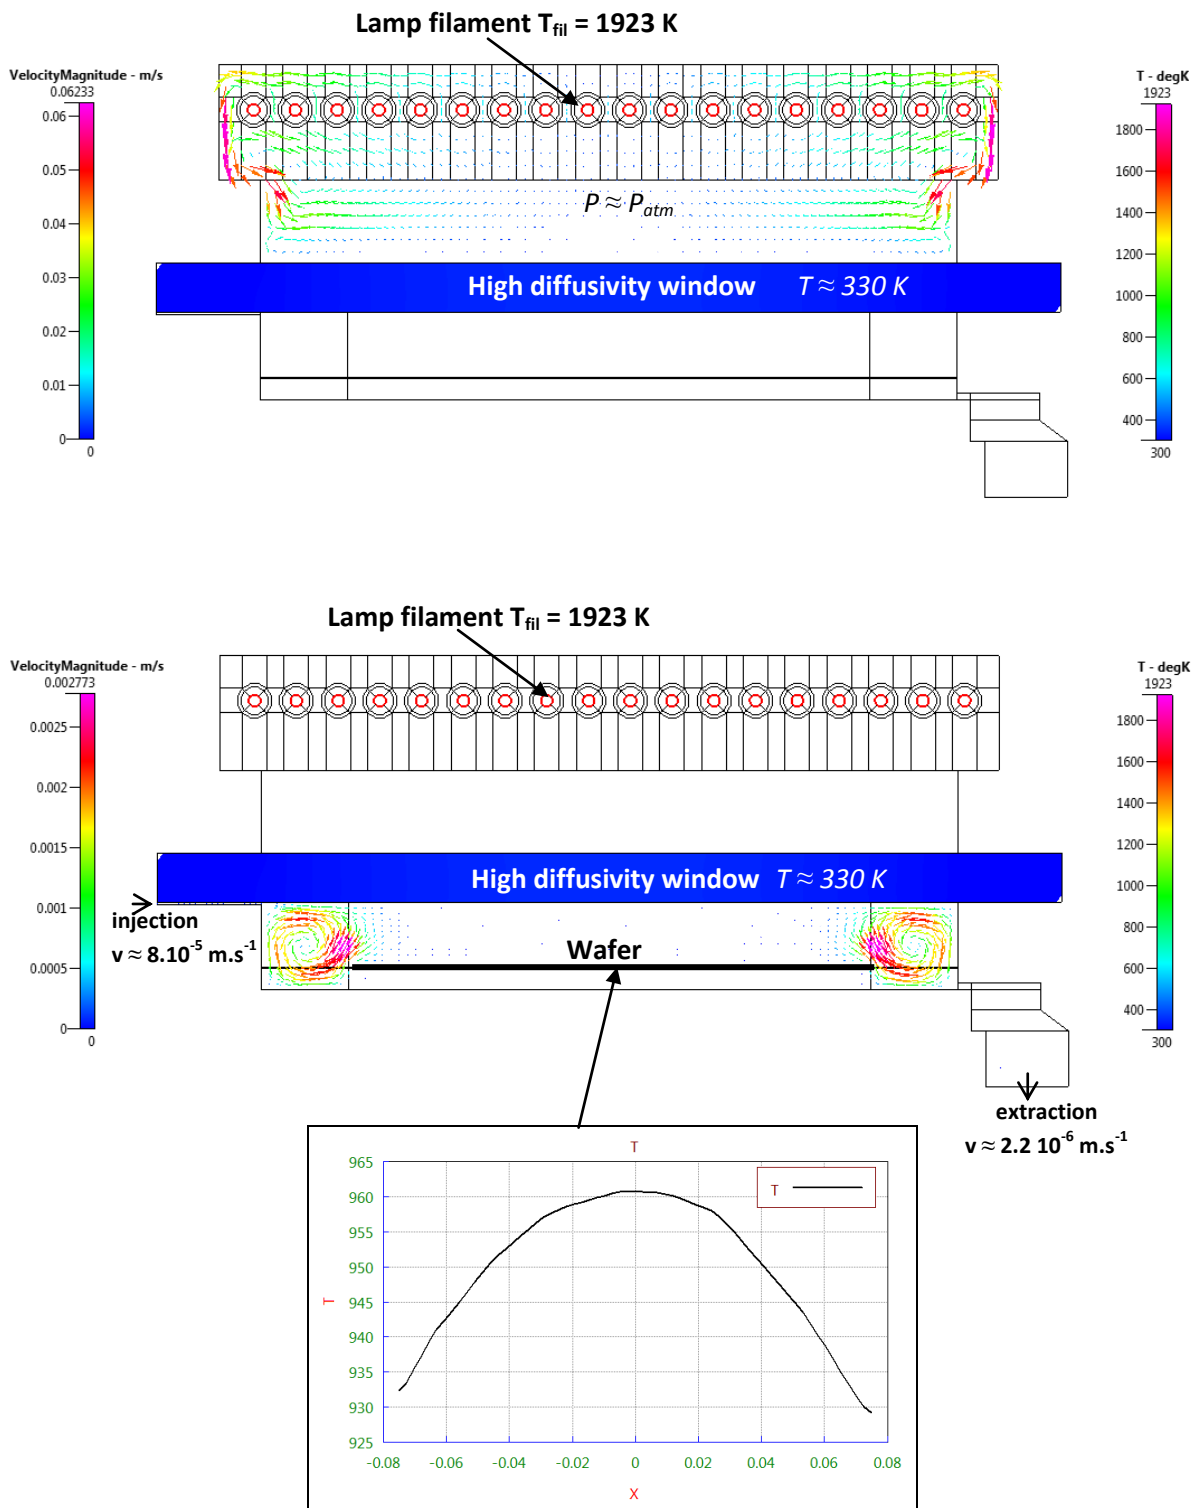 Lamp filament Tfil = 1923 K
VelocityMagnitude - m/s
0.06233
0.06
0.05
0.04
0.03
0.02
0.01
0
0
T - degK
1923
1800
1600
1400
1200
1000
800
600
400
300
P ≈ Patm
High diffusivity window T ≈ 330 K
Lamp filament Tfil = 1923 K
VelocityMagnitude - m/s
0.002773
0.0025
0.002
0.0015
0.001
0.0005
0
0
T - degK
1923
1800
1600
1400
1200
1000
800
600
400
300
High diffusivity window T ≈ 330 K
injection
v ≈ 8.10-5 m.s-1
Wafer
extraction
v ≈ 2.2 10-6 m.s-1
T
T
965
960
955
950
945
940
935
930
925
T
-0.08 -0.06 -0.04 -0.02 0 0.02 0.04 0.06 0.08
X